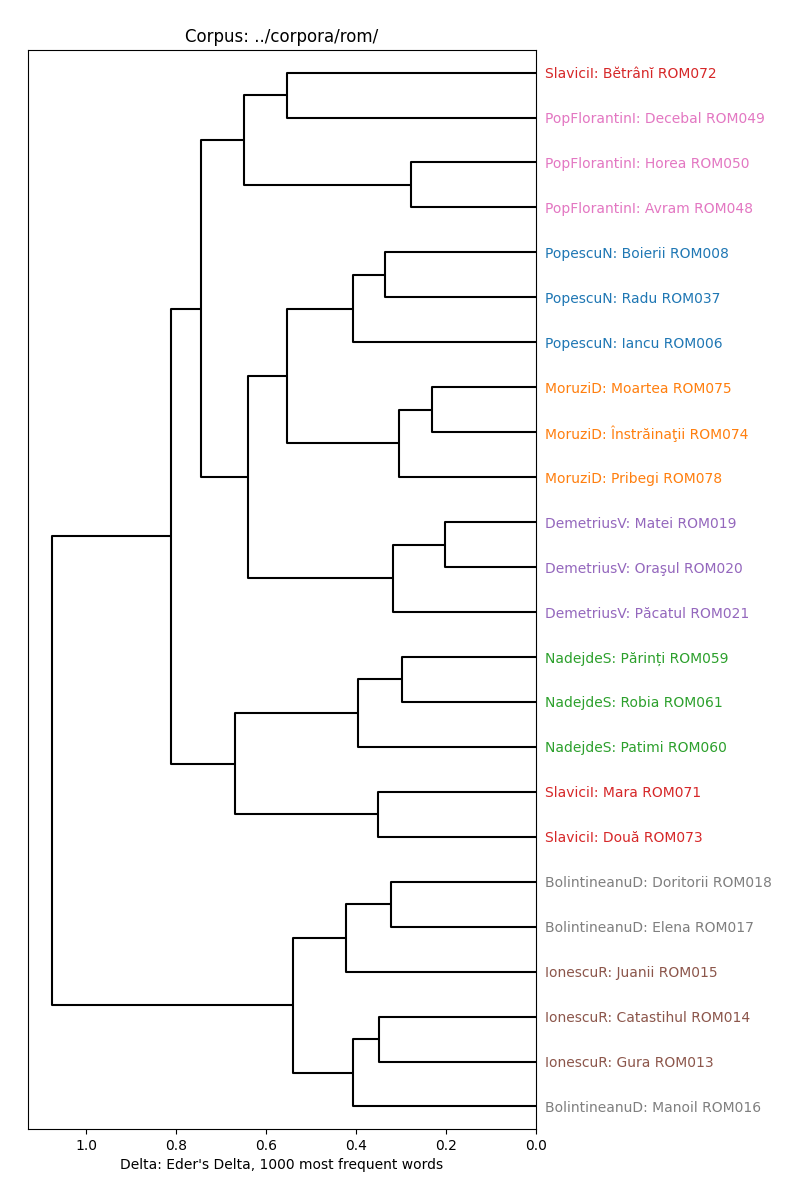 Corpus: ../corpora/rom/
SlaviciI: Bĕtrânĭ ROM072
PopFlorantinI: Decebal ROM049
PopFlorantinI: Horea ROM050
PopFlorantinI: Avram ROM048
PopescuN: Boierii ROM008
PopescuN: Radu ROM037
PopescuN: Iancu ROM006
MoruziD: Moartea ROM075
MoruziD: Înstrăinaţii ROM074
MoruziD: Pribegi ROM078
DemetriusV: Matei ROM019
DemetriusV: Oraşul ROM020
DemetriusV: Păcatul ROM021
NadejdeS: Părinți ROM059
NadejdeS: Robia ROM061
NadejdeS: Patimi ROM060
SlaviciI: Mara ROM071
SlaviciI: Două ROM073
BolintineanuD: Doritorii ROM018
BolintineanuD: Elena ROM017
IonescuR: Juanii ROM015
IonescuR: Catastihul ROM014
IonescuR: Gura ROM013
BolintineanuD: Manoil ROM016
1.0 0.8 0.6 0.4 0.2 0.0
Delta: Eder's Delta, 1000 most frequent words